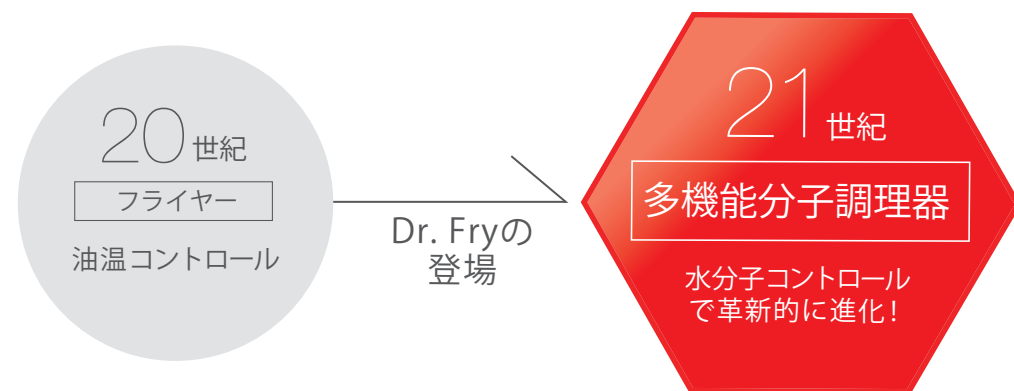 20世紀
フライヤー
油温コントロール
Dr. Fryの
登場
21世紀
多機能分子調理器
水分子コントロール
で革新的に進化!